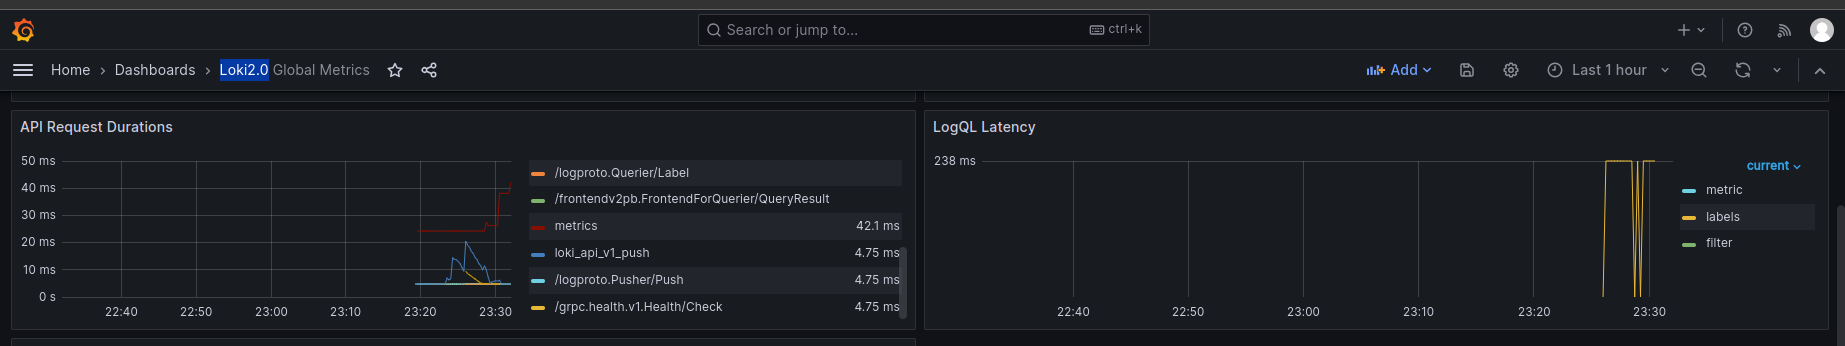 Search or jump to...
ctrl+k
Home › Dashboards › Loki2.0 Global Metrics
Add
Last 1 hour
API Request Durations
50 ms
40 ms
30 ms
20 ms
10 ms
0 s
22:40 22:50 23:00 23:10 23:20 23:30
/logproto.Querier/Label
/frontendv2pb.FrontendForQuerier/QueryResult
metrics 42.1 ms
loki_api_v1_push 4.75 ms
/logproto.Pusher/Push 4.75 ms
/grpc.health.v1.Health/Check 4.75 ms
LogQL Latency
238 ms
22:40 22:50 23:00 23:10 23:20 23:30
current
metric
labels
filter